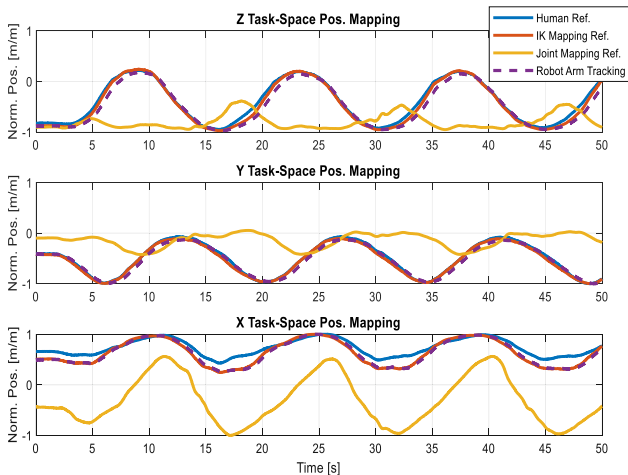 Z Task-Space Pos. Mapping
Human Ref.
IK Mapping Ref.
Joint Mapping Ref.
Robot Arm Tracking
Norm. Pos. [m/m]
0
-1
0 5 10 15 20 25 30 35 40 45 50
Y Task-Space Pos. Mapping
Norm. Pos. [m/m]
1
0
-1
0 5 10 15 20 25 30 35 40 45 50
X Task-Space Pos. Mapping
Norm. Pos. [m/m]
1
0
-1
0 5 10 15 20 25 30 35 40 45 50
Time [s]